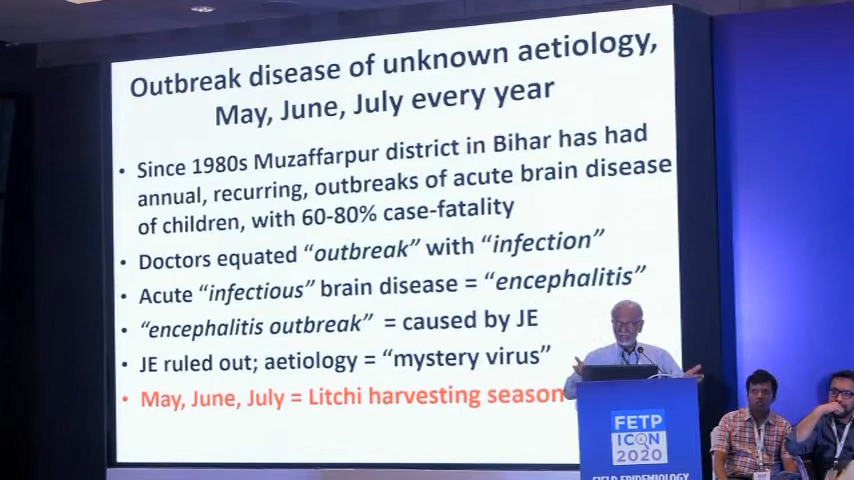 Outbreak disease of unknown aetiology,
May, June, July every year
• Since 1980s Muzaffarpur district in Bihar has had
annual, recurring, outbreaks of acute brain disease
of children, with 60-80% case-fatality
• Doctors equated “outbreak” with “infection”
• Acute “infectious” brain disease = “encephalitis”
• “encephalitis outbreak” = caused by JE
• JE ruled out; aetiology = “mystery virus”
• May, June, July = Litchi harvesting season
FETP
ICON
2020
FIELD EPIDEMIOLOGY